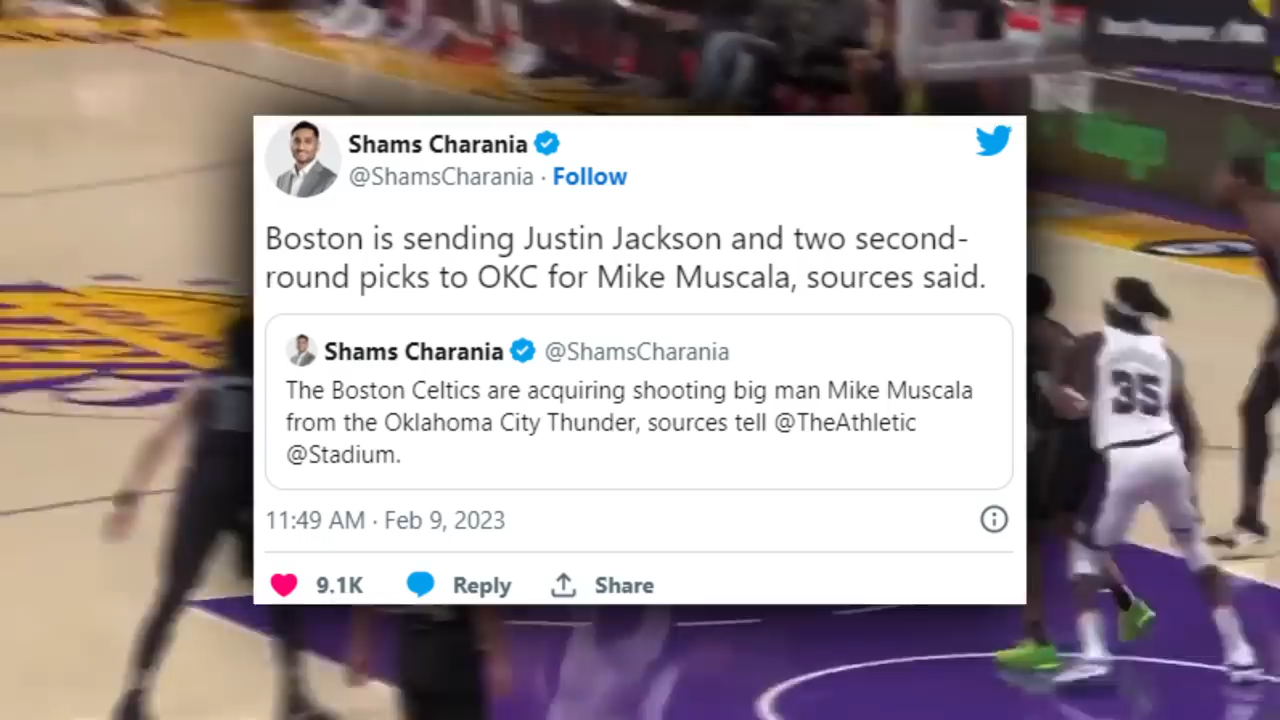 Shams Charania
@ShamsCharania · Follow
Boston is sending Justin Jackson and two second-
round picks to OKC for Mike Muscala, sources said.
Shams Charania @ShamsCharania
The Boston Celtics are acquiring shooting big man Mike Muscala
from the Oklahoma City Thunder, sources tell @TheAthletic
@Stadium.
11:49 AM · Feb 9, 2023
9.1K Reply Share
35